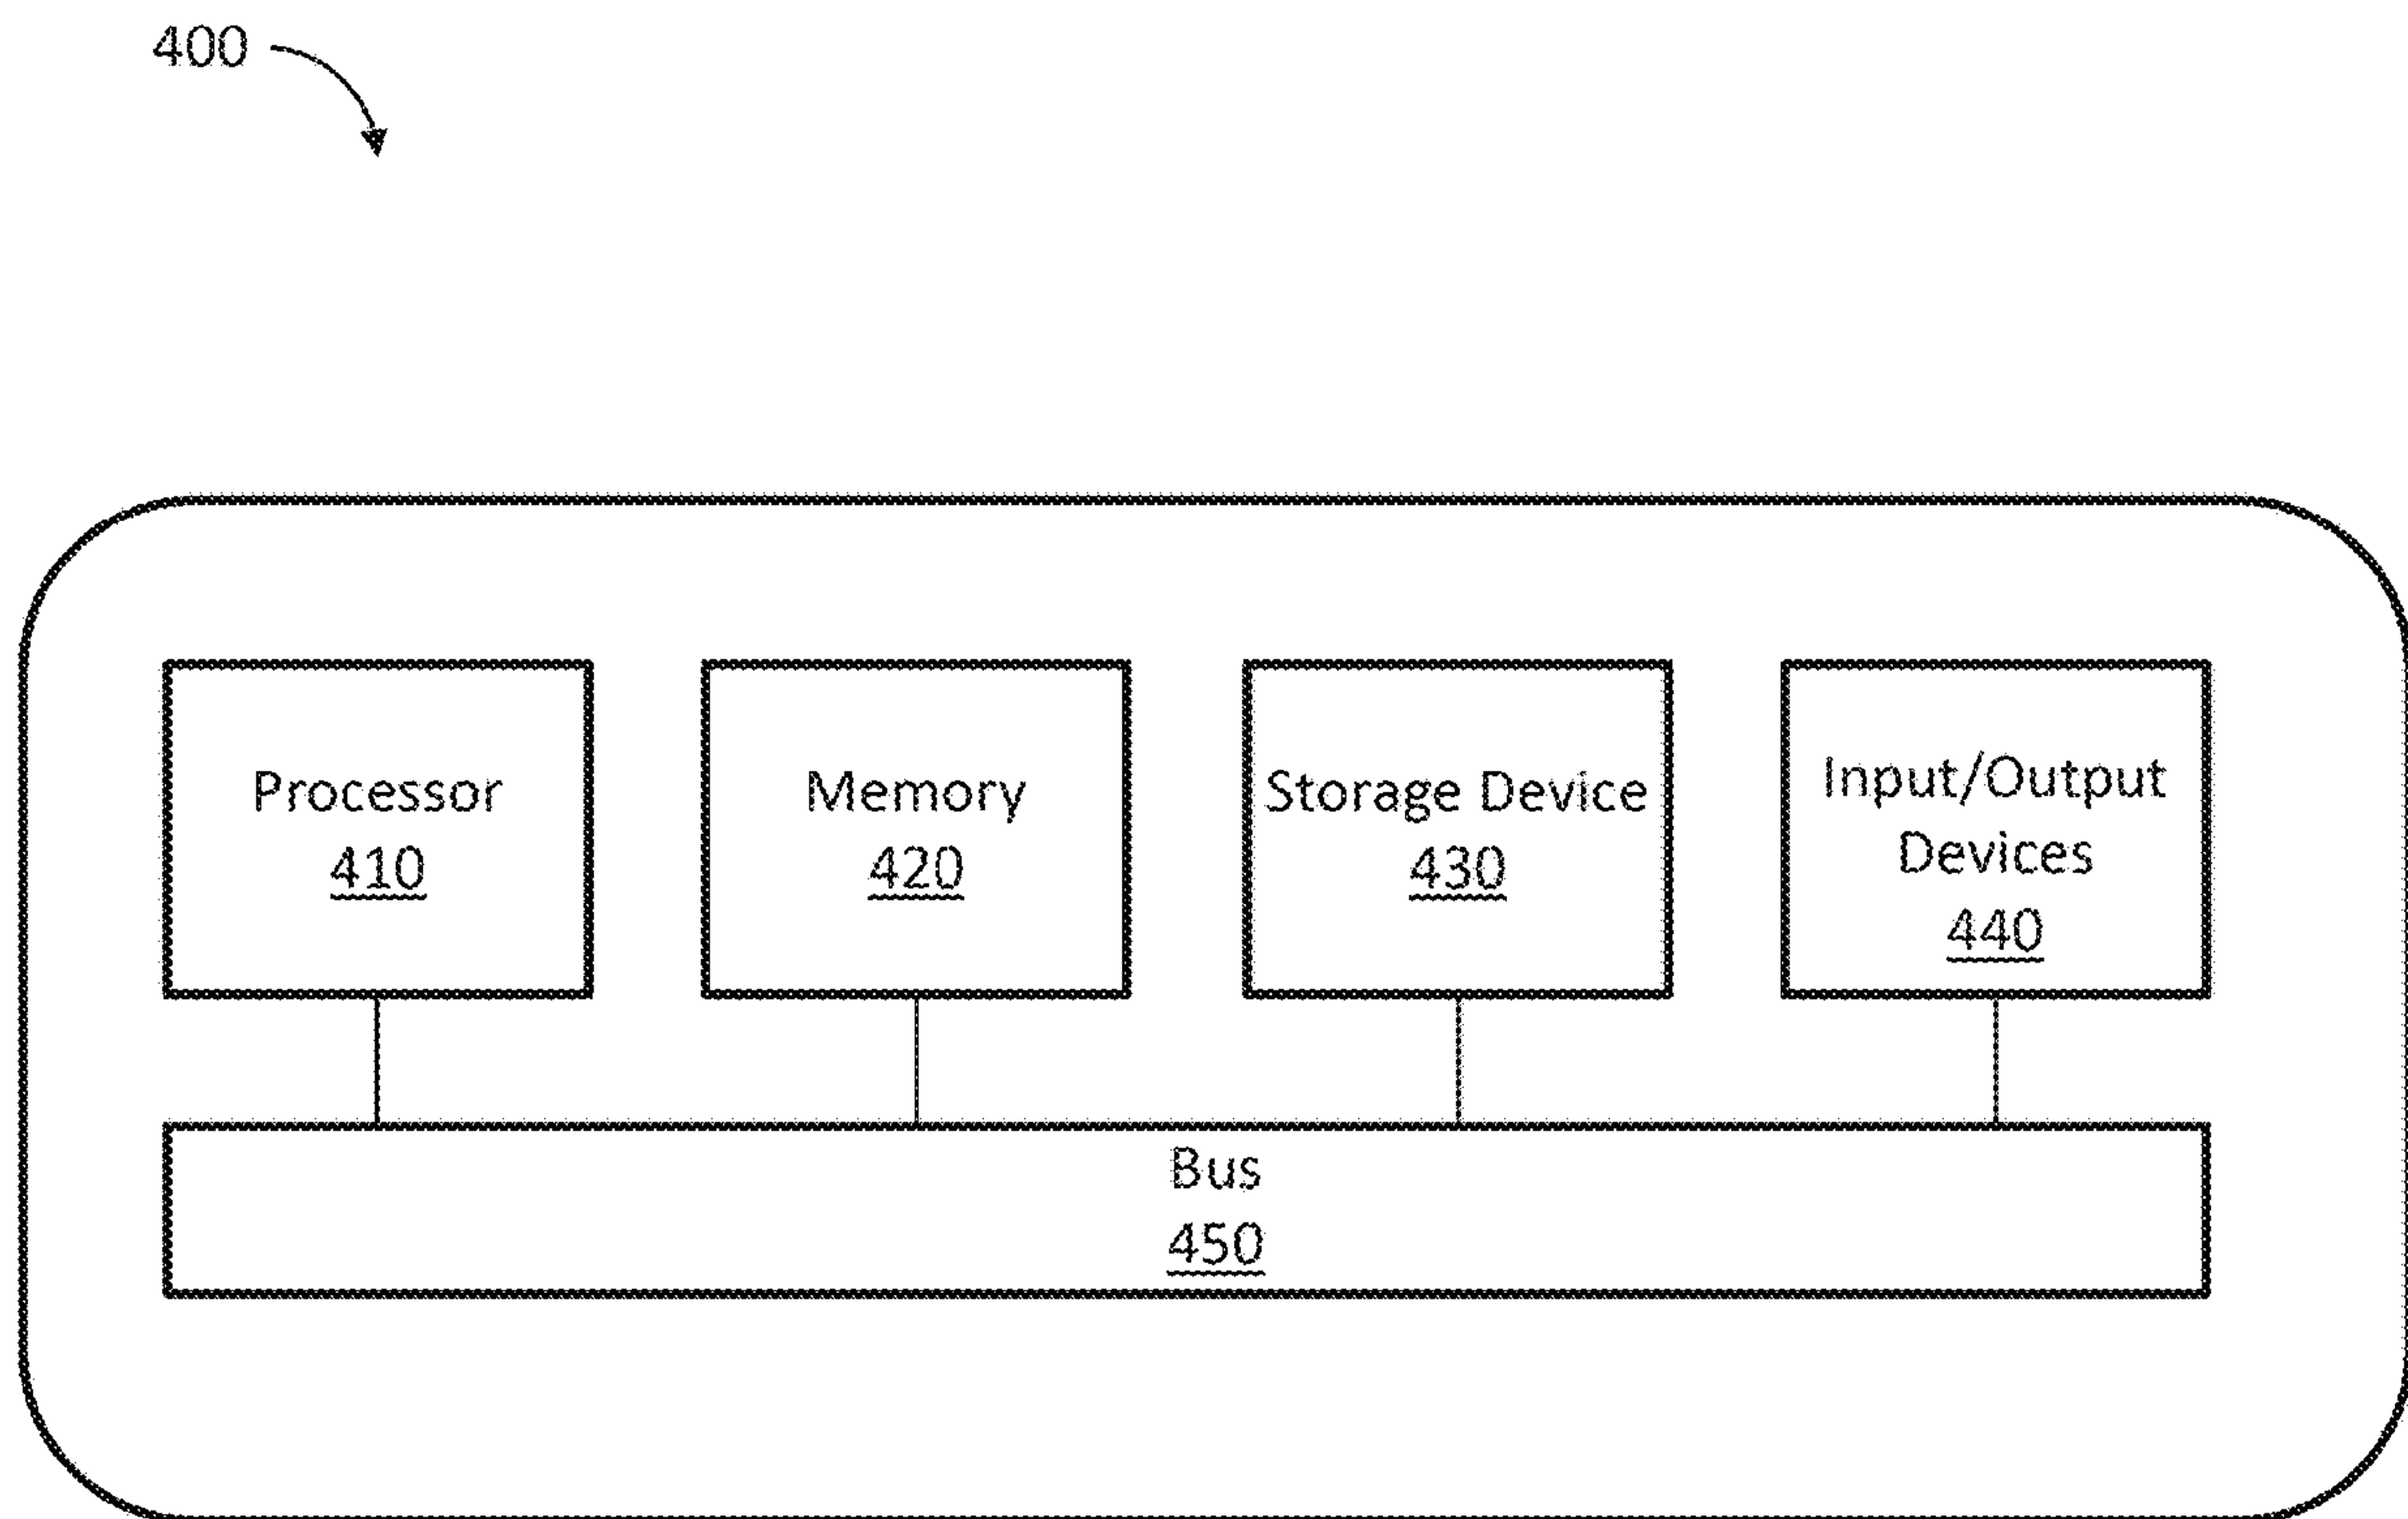 400
Processor
410
Memory
420
Storage Device
430
Input/Output
Devices
440
Bus
450